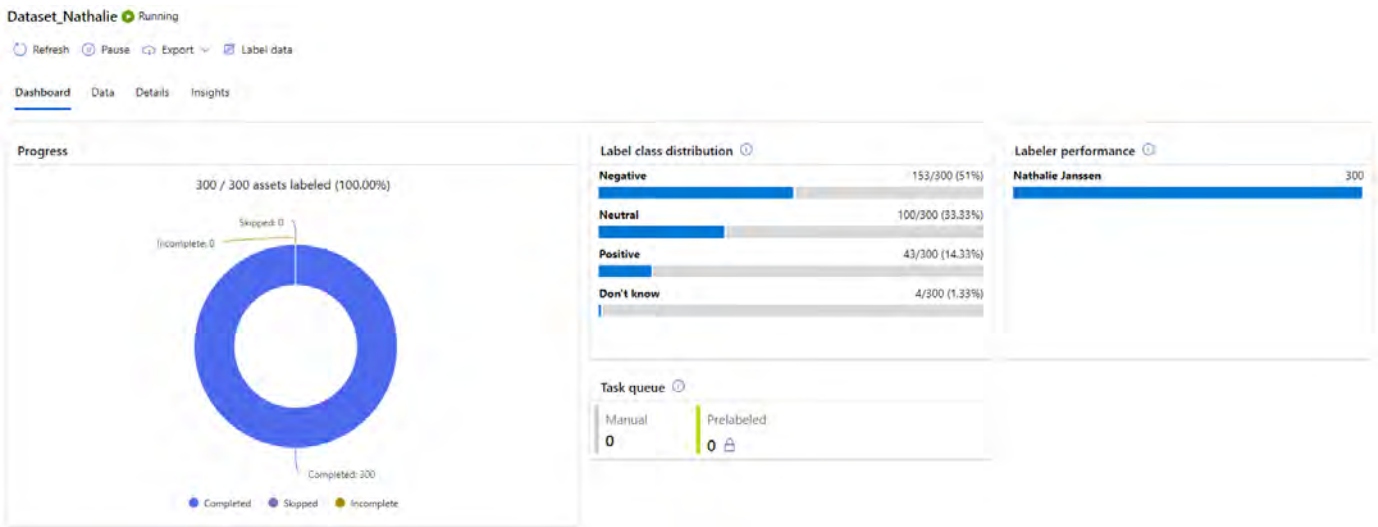 Dataset_Nathalie Running
Refresh Pause Export Label data
Dashboard Data Details Insights
Progress
300 / 300 assets labeled (100.00%)
Skipped: 0
Incomplete: 0
Completed: 300
Completed Skipped Incomplete
Label class distribution
Negative 153/300 (51%)
Neutral 100/300 (33.33%)
Positive 43/300 (14.33%)
Don't know 4/300 (1.33%)
Labeler performance
Nathalie Janssen 300
Task queue
Manual Prelabeled
0 0